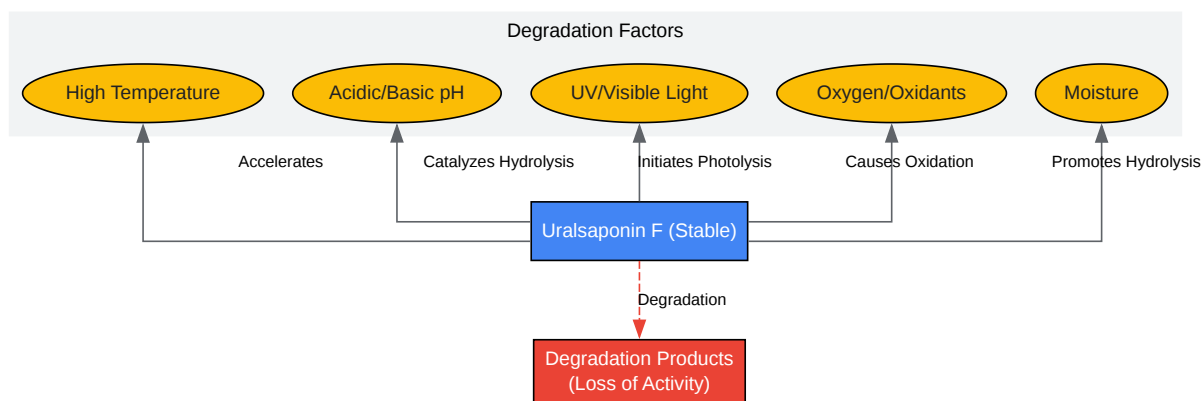 Degradation Factors
High Temperature
Acidic/Basic pH
UV/Visible Light
Oxygen/Oxidants
Moisture
Accelerates
Catalyzes Hydrolysis
Initiates Photolysis
Causes Oxidation
Promotes Hydrolysis
Uralsaponin F (Stable)
Degradation
Degradation Products
(Loss of Activity)